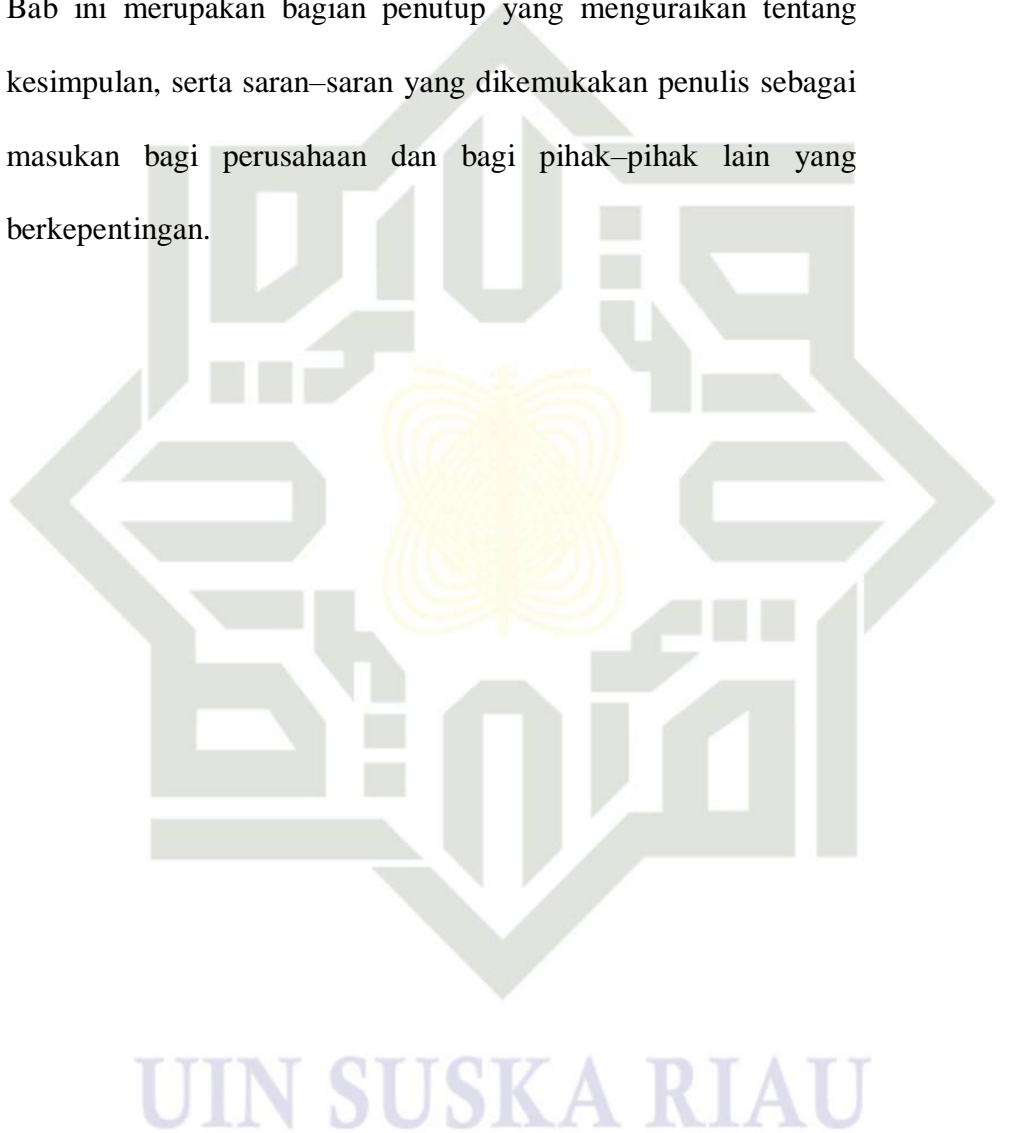 Bab ini merupakan bagian penutup yang menguraikan tentang
kesimpulan, serta saran–saran yang dikemukakan penulis sebagai
masukan bagi perusahaan dan bagi pihak–pihak lain yang
berkepentingan.
UIN SUSKA RIAU